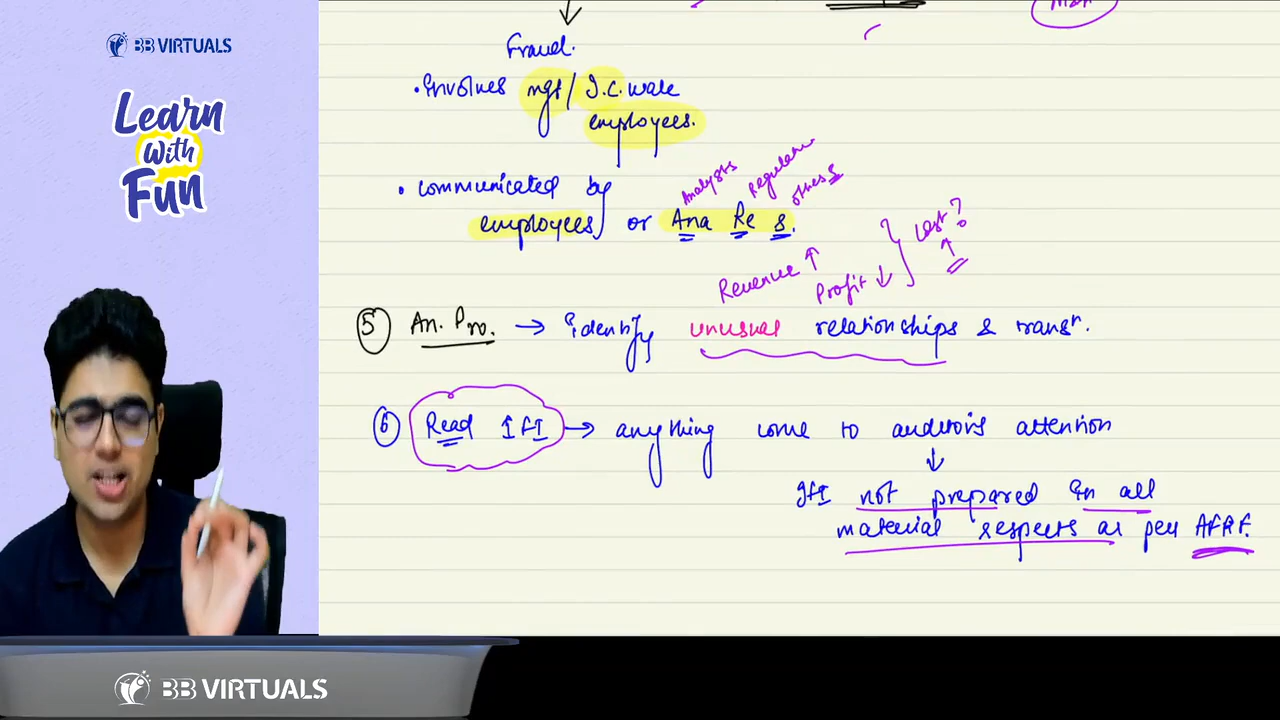 BB VIRTUALS
Learn
With
Fun
Fraud.
• Involves mgt / I.C. wale
employees.
• communicated by
employees or Ana Re s.
Analysts
Regulators
others
Revenue ↑
Profit ↓
cost?
↑
⑤ An. Pro. → identify unusual relationships & transn.
⑥ Read IFI → anything come to auditor's attention
↓
IFI not prepared in all
material respects as per AFRF.
BB VIRTUALS